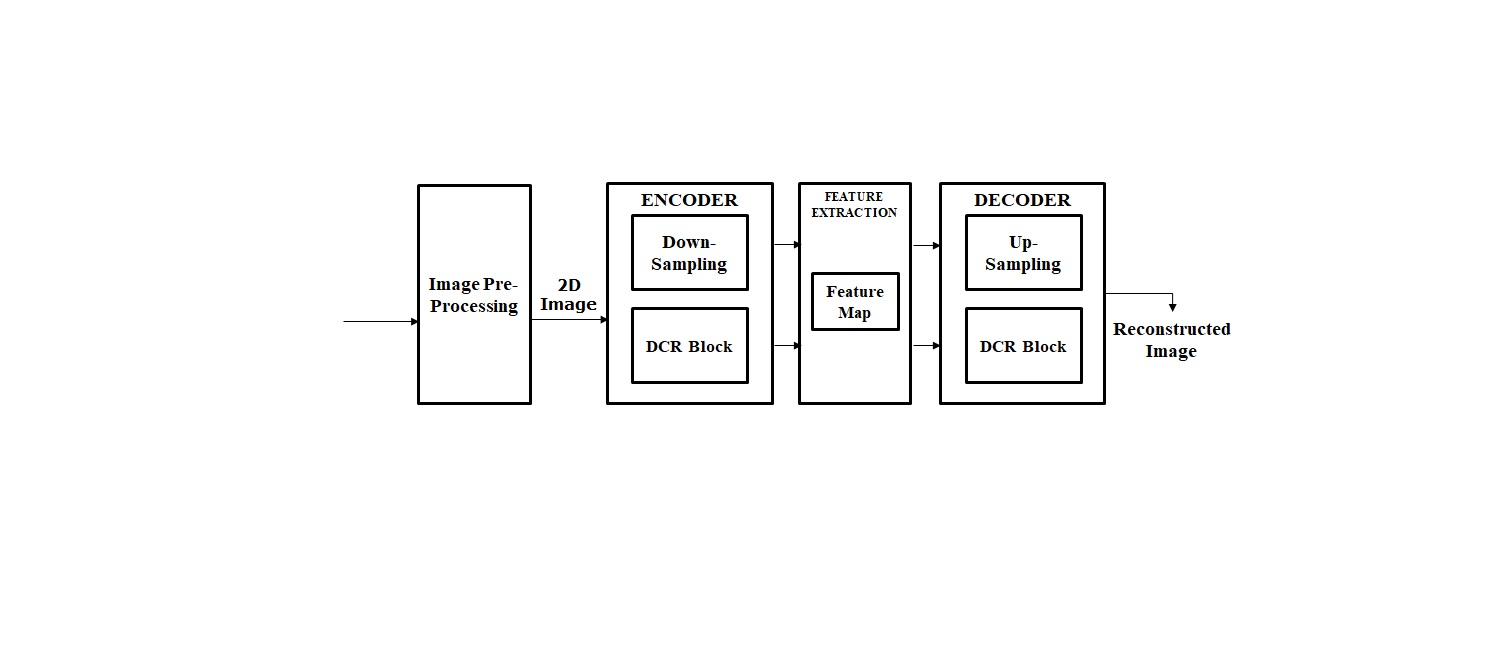 Image Pre-
Processing
2D
Image
ENCODER
Down-
Sampling
DCR Block
FEATURE
EXTRACTION
Feature
Map
DECODER
Up-
Sampling
DCR Block
Reconstructed
Image